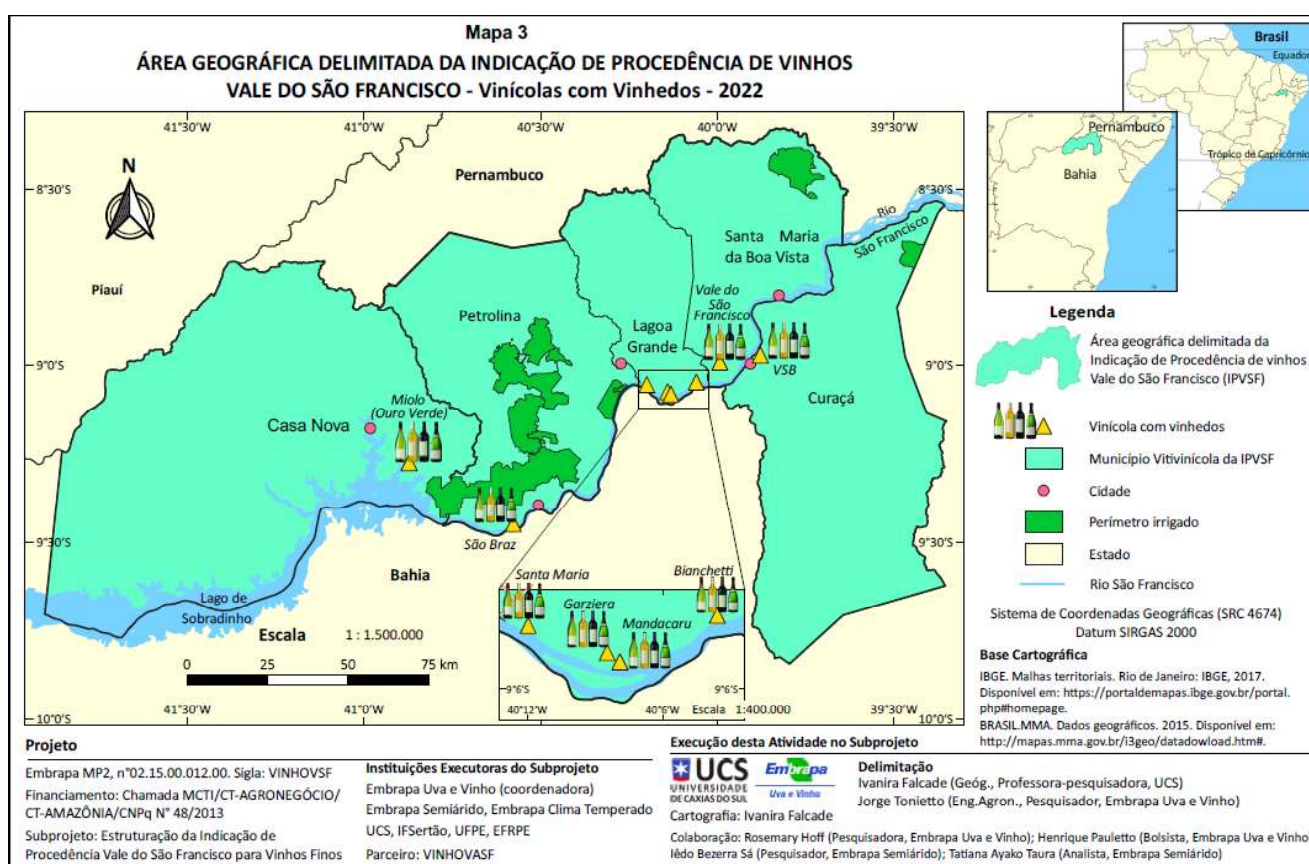 Mapa 3
ÁREA GEOGRÁFICA DELIMITADA DA INDICAÇÃO DE PROCEDÊNCIA DE VINHOS
VALE DO SÃO FRANCISCO - Vinícolas com Vinhedos - 2022
41°30'W
41°0'W
40°30'W
40°0'W
39°30'W
N
8°30'S
9°0'S
9°30'S
10°0'S
Pernambuco
Piauí
Santa Maria
da Boa Vista
Rio
São Francisco
Petrolina
Lagoa
Grande
Vale do
São
Francisco
VSB
Curaçá
Miolo
(Ouro Verde)
Casa Nova
São Braz
Bahia
Lago de
Sobradinho
Escala
1 : 1.500.000
0 25 50 75 km
Santa Maria
Garziera
Mandacaru
Bianchetti
9°6'S
9°6'S
40°12'W
40°6'W
Escala 1:400.000
8°30'S
9°0'S
9°30'S
10°0'S
41°0'W
40°30'W
39°30'W
Brasil
Equador
Trópico de Capricórnio
Pernambuco
Bahia
Legenda
Área geográfica delimitada da
Indicação de Procedência de vinhos
Vale do São Francisco (IPVSF)
Vinícola com vinhedos
Município Vitivinícola da IPVSF
Cidade
Perímetro irrigado
Estado
Rio São Francisco
Sistema de Coordenadas Geográficas (SRC 4674)
Datum SIRGAS 2000
Base Cartográfica
IBGE. Malhas territoriais. Rio de Janeiro: IBGE, 2017.
Disponível em: https://portaldemapas.ibge.gov.br/portal.
php#homepage.
BRASIL.MMA. Dados geográficos. 2015. Disponível em:
http://mapas.mma.gov.br/i3geo/datadowload.htm#.
Projeto
Embrapa MP2, n°02.15.00.012.00. Sigla: VINHOVSF
Financiamento: Chamada MCTI/CT-AGRONEGÓCIO/
CT-AMAZÔNIA/CNPq N° 48/2013
Subprojeto: Estruturação da Indicação de
Procedência Vale do São Francisco para Vinhos Finos
Instituições Executoras do Subprojeto
Embrapa Uva e Vinho (coordenadora)
Embrapa Semiárido, Embrapa Clima Temperado
UCS, IFSertão, UFPE, EFRPE
Parceiro: VINHOVASF
Execução desta Atividade no Subprojeto
UCS
UNIVERSIDADE
DE CAXIAS DO SUL
Embrapa
Uva e Vinho
Cartografia: Ivanira Falcade
Delimitação
Ivanira Falcade (Geóg., Professora-pesquisadora, UCS)
Jorge Tonietto (Eng.Agron., Pesquisador, Embrapa Uva e Vinho)
Colaboração: Rosemary Hoff (Pesquisadora, Embrapa Uva e Vinho); Henrique Pauletto (Bolsista, Embrapa Uva e Vinho
Iêdo Bezerra Sá (Pesquisador, Embrapa Semiárido); Tatiana Ayako Taura (Analista, Embrapa Semiárido)